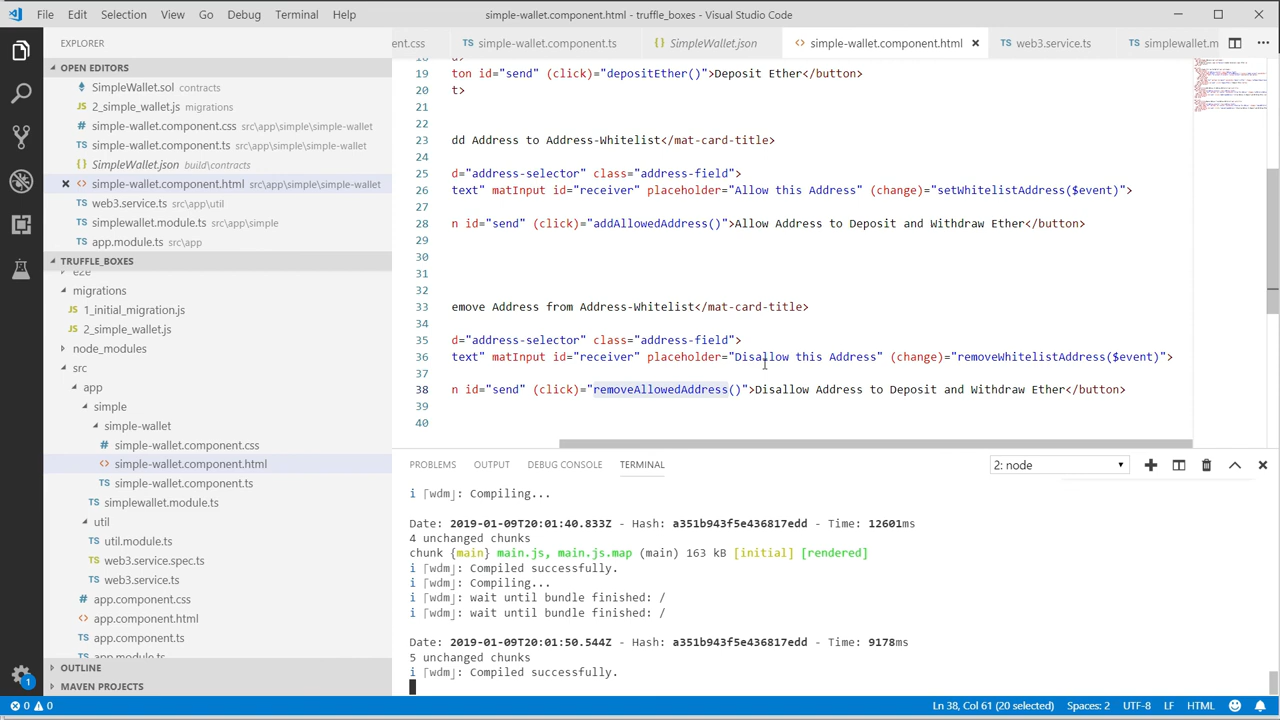 File Edit Selection View Go Debug Terminal Help simple-wallet.component.html - truffle_boxes - Visual Studio Code
EXPLORER
OPEN EDITORS
SimpleWallet.sol contracts
2_simple_wallet.js migrations
simple-wallet.component.css src\app\simple\simple-wallet
simple-wallet.component.ts src\app\simple\simple-wallet
SimpleWallet.json build\contracts
simple-wallet.component.html src\app\simple\simple-wallet
web3.service.ts src\app\util
simplewallet.module.ts src\app\simple
app.module.ts src\app
TRUFFLE_BOXES
e2e
migrations
1_initial_migration.js
2_simple_wallet.js
node_modules
src
app
simple
simple-wallet
simple-wallet.component.css
simple-wallet.component.html
simple-wallet.component.ts
simplewallet.module.ts
util
util.module.ts
web3.service.spec.ts
web3.service.ts
app.component.css
app.component.html
app.component.ts
app.module.ts
OUTLINE
MAVEN PROJECTS
ent.css simple-wallet.component.ts SimpleWallet.json simple-wallet.component.html web3.service.ts simplewallet.m
18
19 ton id="send" (click)="depositEther()">Deposit Ether</button>
20 t>
21
22
23 dd Address to Address-Whitelist</mat-card-title>
24
25 d="address-selector" class="address-field">
26 text" matInput id="receiver" placeholder="Allow this Address" (change)="setWhitelistAddress($event)">
27
28 n id="send" (click)="addAllowedAddress()">Allow Address to Deposit and Withdraw Ether</button>
29
30
31
32
33 emove Address from Address-Whitelist</mat-card-title>
34
35 d="address-selector" class="address-field">
36 text" matInput id="receiver" placeholder="Disallow this Address" (change)="removeWhitelistAddress($event)">
37
38 n id="send" (click)="removeAllowedAddress()">Disallow Address to Deposit and Withdraw Ether</button>
39
40
PROBLEMS OUTPUT DEBUG CONSOLE TERMINAL 2: node
i ｢wdm｣: Compiling...
Date: 2019-01-09T20:01:40.833Z - Hash: a351b943f5e436817edd - Time: 12601ms
4 unchanged chunks
chunk {main} main.js, main.js.map (main) 163 kB [initial] [rendered]
i ｢wdm｣: Compiled successfully.
i ｢wdm｣: Compiling...
i ｢wdm｣: wait until bundle finished: /
i ｢wdm｣: wait until bundle finished: /
Date: 2019-01-09T20:01:50.544Z - Hash: a351b943f5e436817edd - Time: 9178ms
5 unchanged chunks
i ｢wdm｣: Compiled successfully.
1
0 0 Ln 38, Col 61 (20 selected) Spaces: 2 UTF-8 LF HTML